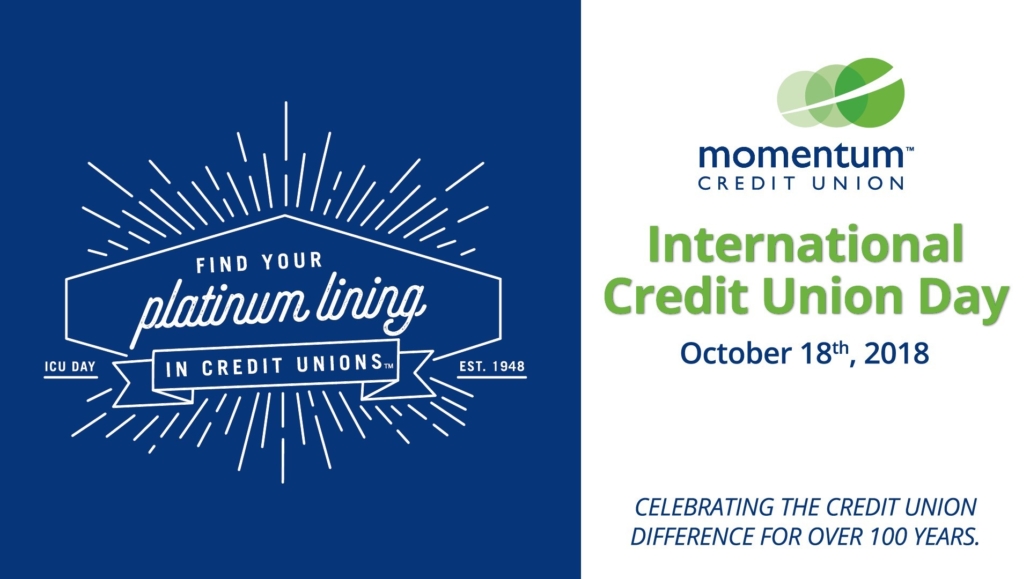 FIND YOUR
platinum lining
IN CREDIT UNIONS™
ICU DAY
EST. 1948
momentum™
CREDIT UNION
International
Credit Union Day
October 18th, 2018
CELEBRATING THE CREDIT UNION
DIFFERENCE FOR OVER 100 YEARS.